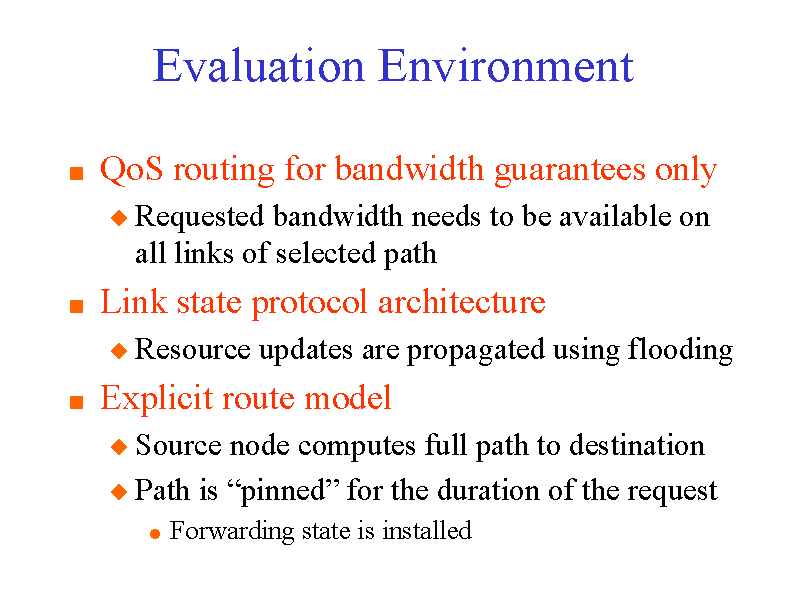 Evaluation Environment
QoS routing for bandwidth guarantees only
Requested bandwidth needs to be available on
all links of selected path
Link state protocol architecture
Resource updates are propagated using flooding
Explicit route model
Source node computes full path to destination
Path is “pinned” for the duration of the request
Forwarding state is installed